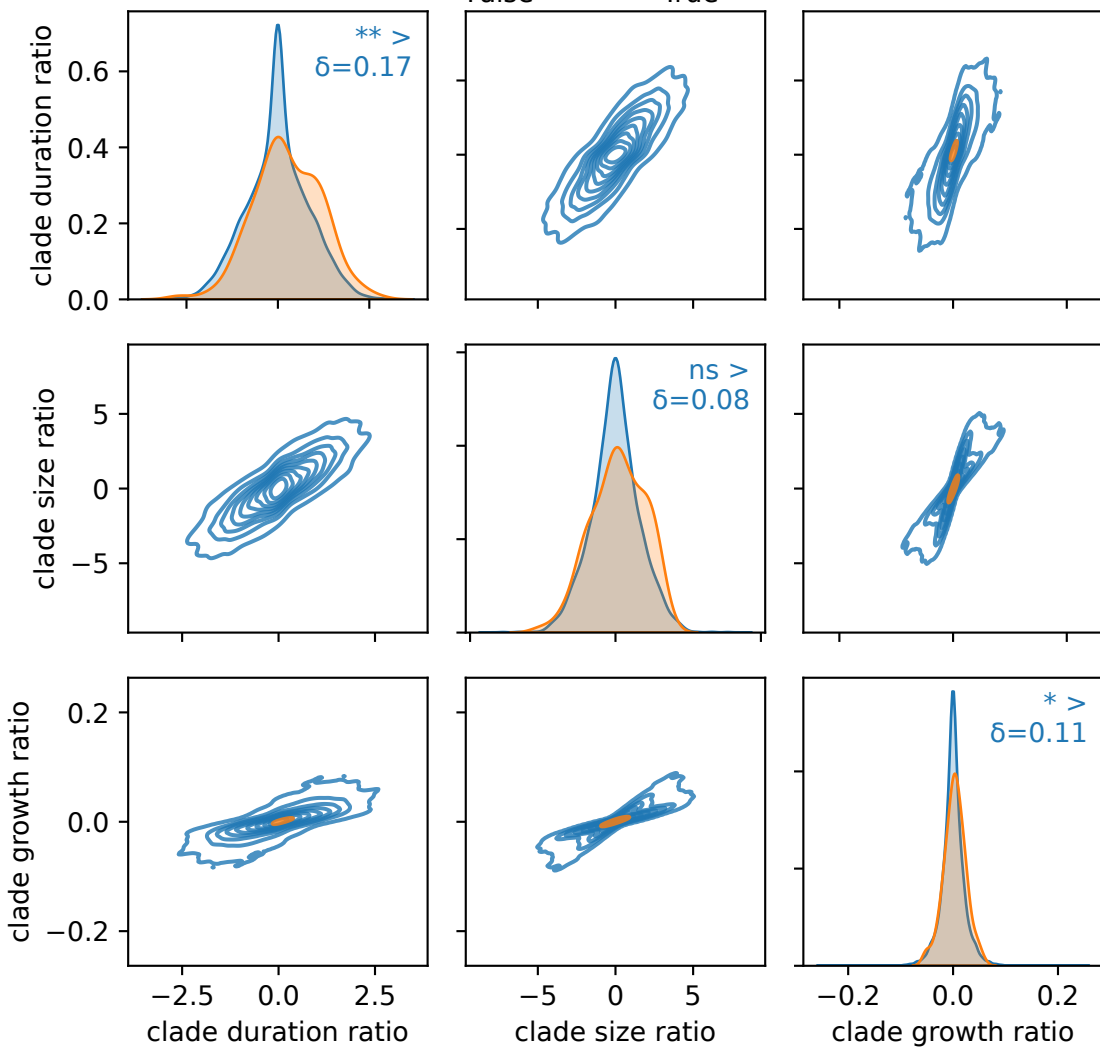 clade duration ratio
0.6
0.4
0.2
0.0
** >
δ=0.17
clade size ratio
5
0
−5
ns >
δ=0.08
clade growth ratio
0.2
0.0
−0.2
* >
δ=0.11
−2.5 0.0 2.5
clade duration ratio
−5 0 5
clade size ratio
−0.2 0.0 0.2
clade growth ratio